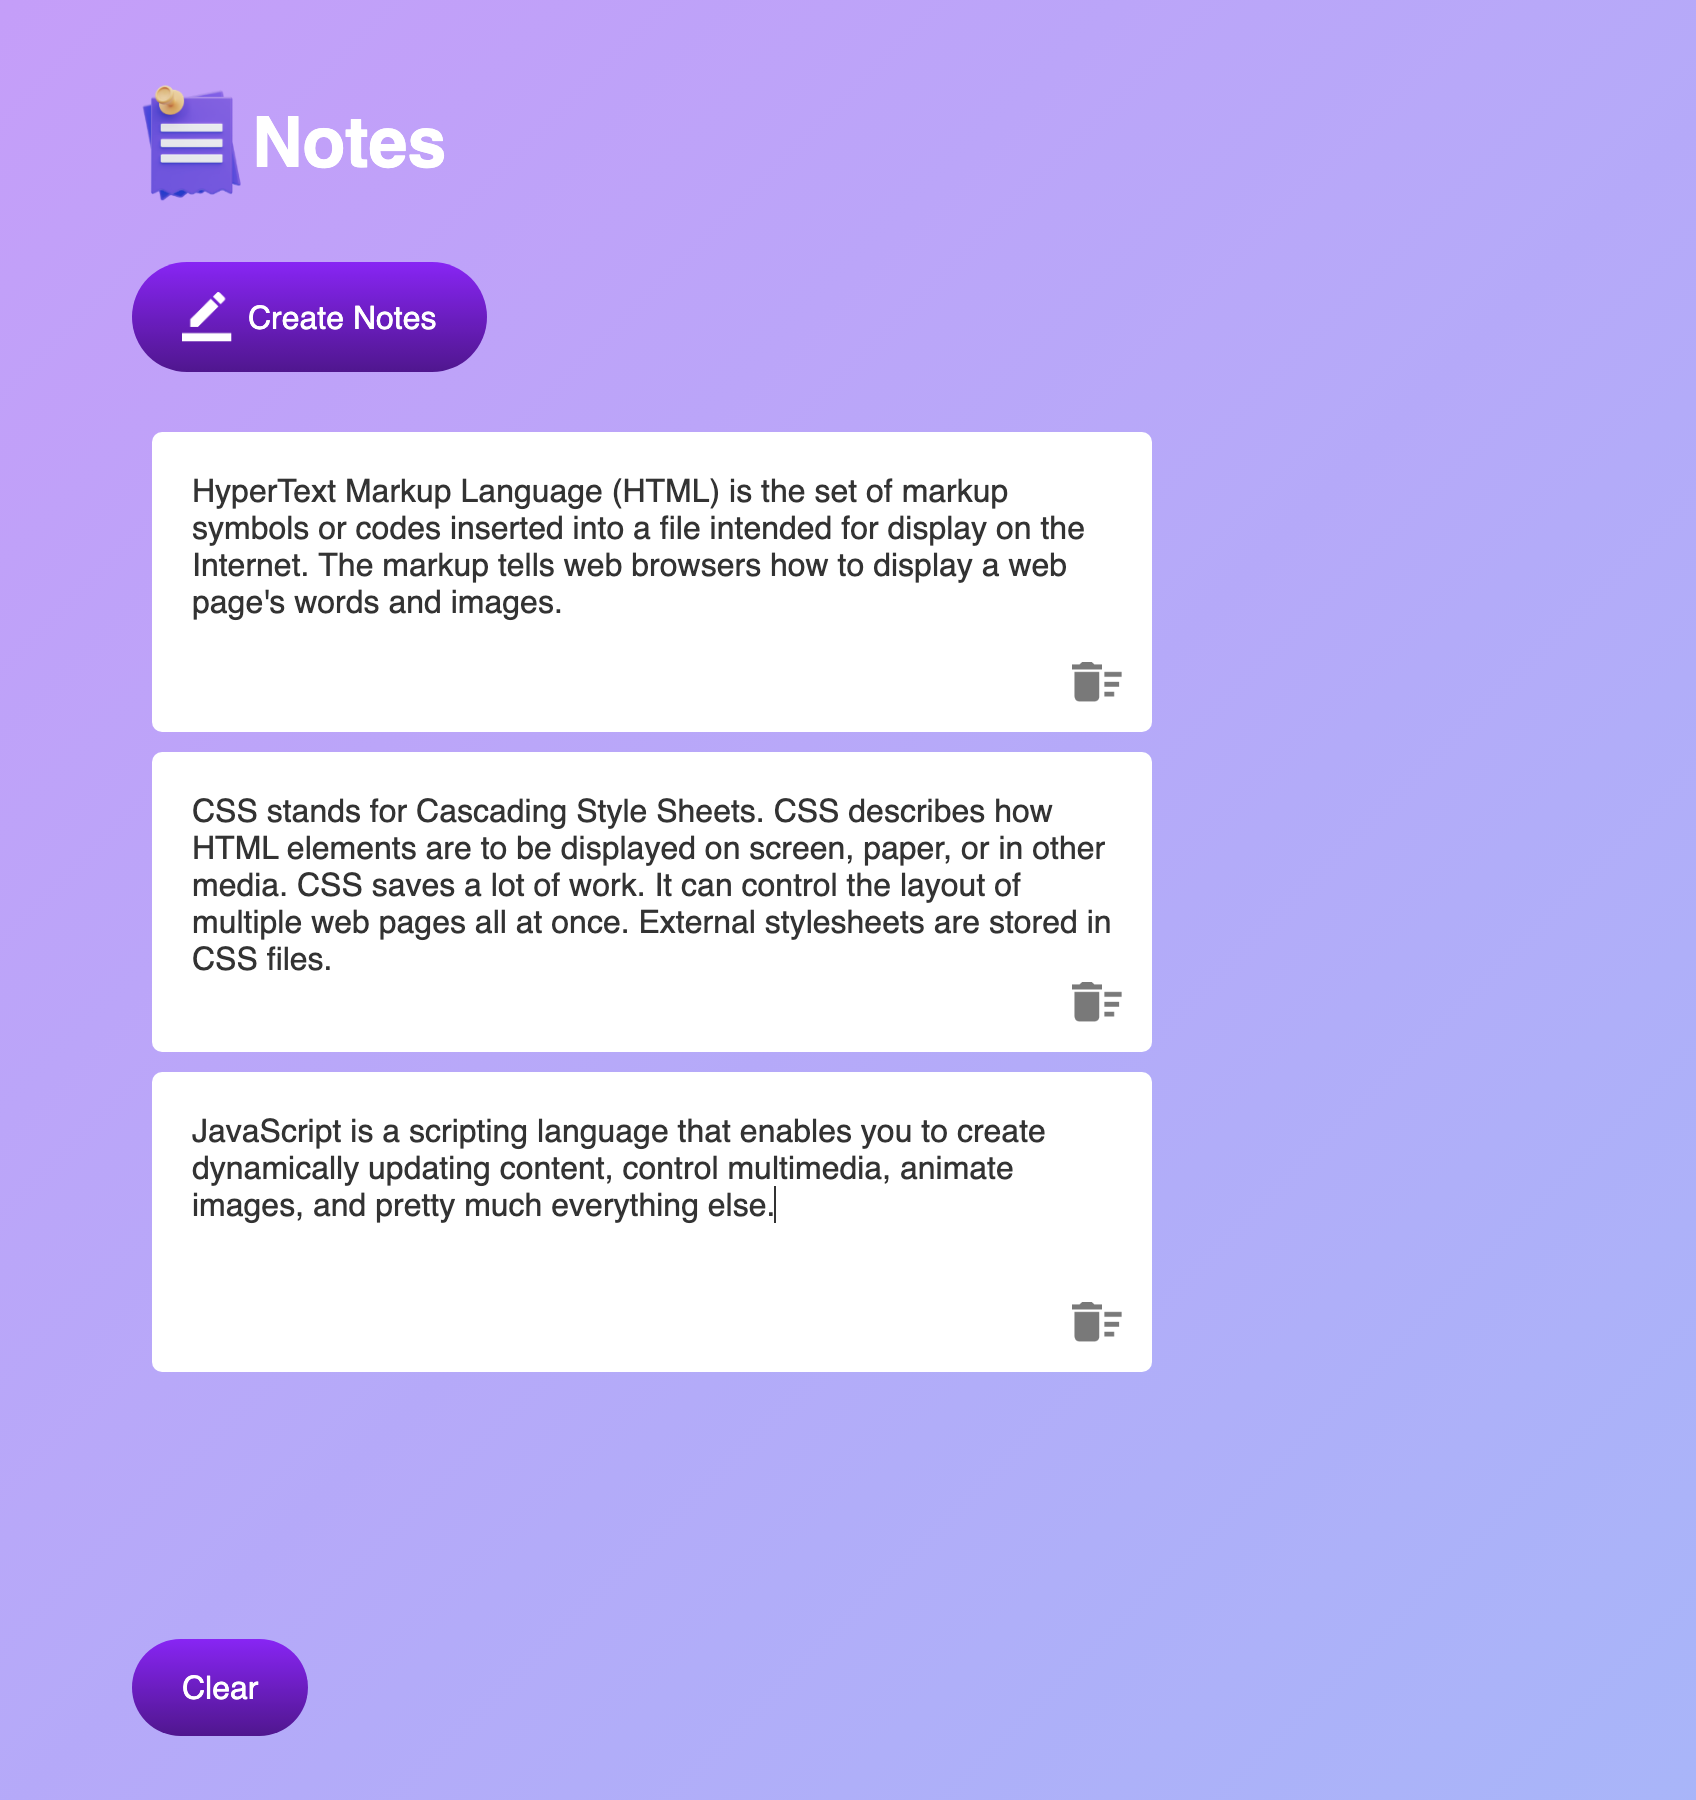 Notes
Create Notes
HyperText Markup Language (HTML) is the set of markup
symbols or codes inserted into a file intended for display on the
Internet. The markup tells web browsers how to display a web
page's words and images.
CSS stands for Cascading Style Sheets. CSS describes how
HTML elements are to be displayed on screen, paper, or in other
media. CSS saves a lot of work. It can control the layout of
multiple web pages all at once. External stylesheets are stored in
CSS files.
JavaScript is a scripting language that enables you to create
dynamically updating content, control multimedia, animate
images, and pretty much everything else.
Clear